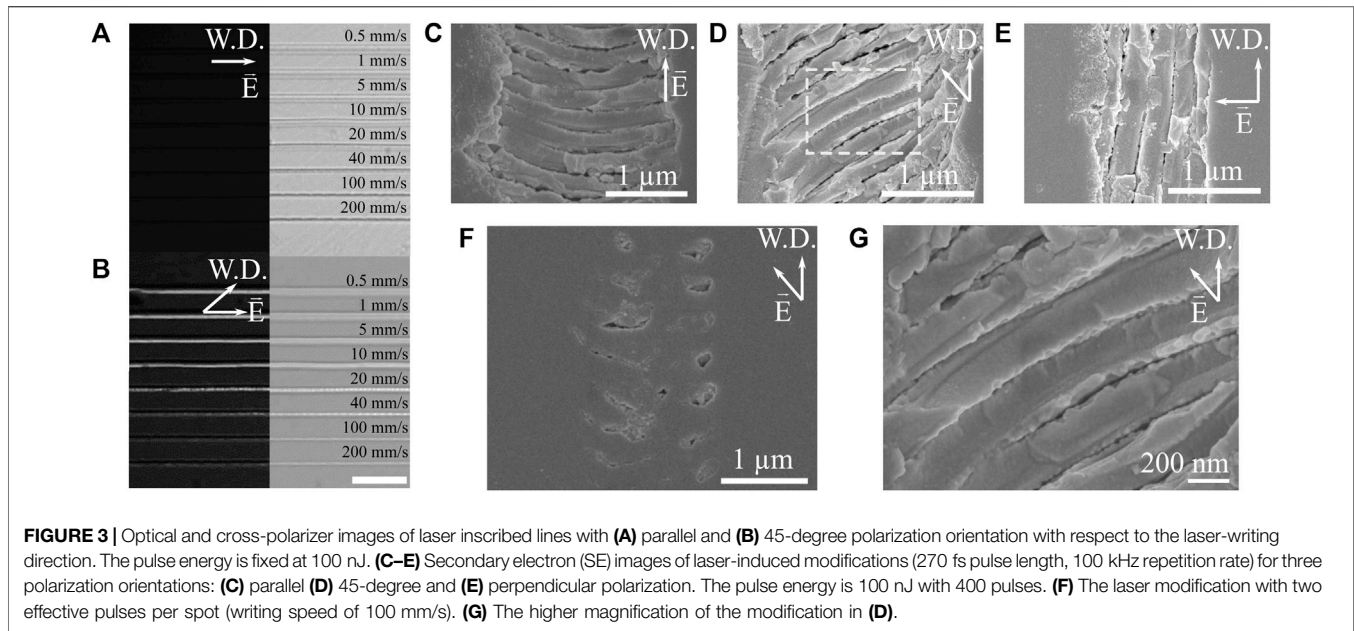 A
W.D.
E̅
0.5 mm/s
1 mm/s
5 mm/s
10 mm/s
20 mm/s
40 mm/s
100 mm/s
200 mm/s
B
W.D.
E̅
0.5 mm/s
1 mm/s
5 mm/s
10 mm/s
20 mm/s
40 mm/s
100 mm/s
200 mm/s
C
W.D.
E̅
1 µm
D
W.D.
E̅
1 µm
E
W.D.
E̅
1 µm
F
W.D.
E̅
1 µm
G
W.D.
E̅
200 nm
FIGURE 3 | Optical and cross-polarizer images of laser inscribed lines with (A) parallel and (B) 45-degree polarization orientation with respect to the laser-writing
direction. The pulse energy is fixed at 100 nJ. (C–E) Secondary electron (SE) images of laser-induced modifications (270 fs pulse length, 100 kHz repetition rate) for three
polarization orientations: (C) parallel (D) 45-degree and (E) perpendicular polarization. The pulse energy is 100 nJ with 400 pulses. (F) The laser modification with two
effective pulses per spot (writing speed of 100 mm/s). (G) The higher magnification of the modification in (D).